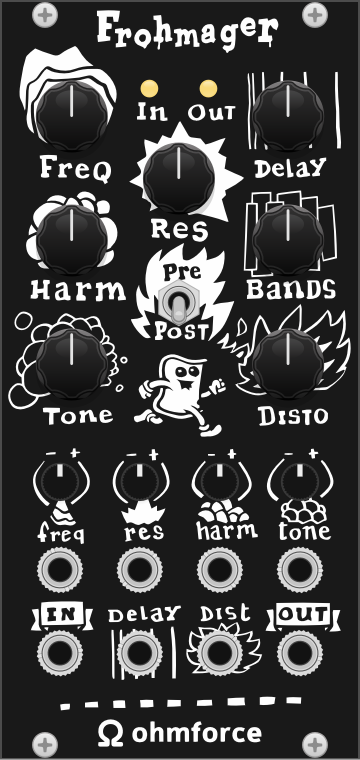 Frohmager
In Out
FreQ Delay
Res
Harm Bands
Pre
Post
Tone Disto
- + - + - + - +
freq res harm tone
IN Delay Dist OUT
Ω ohmforce